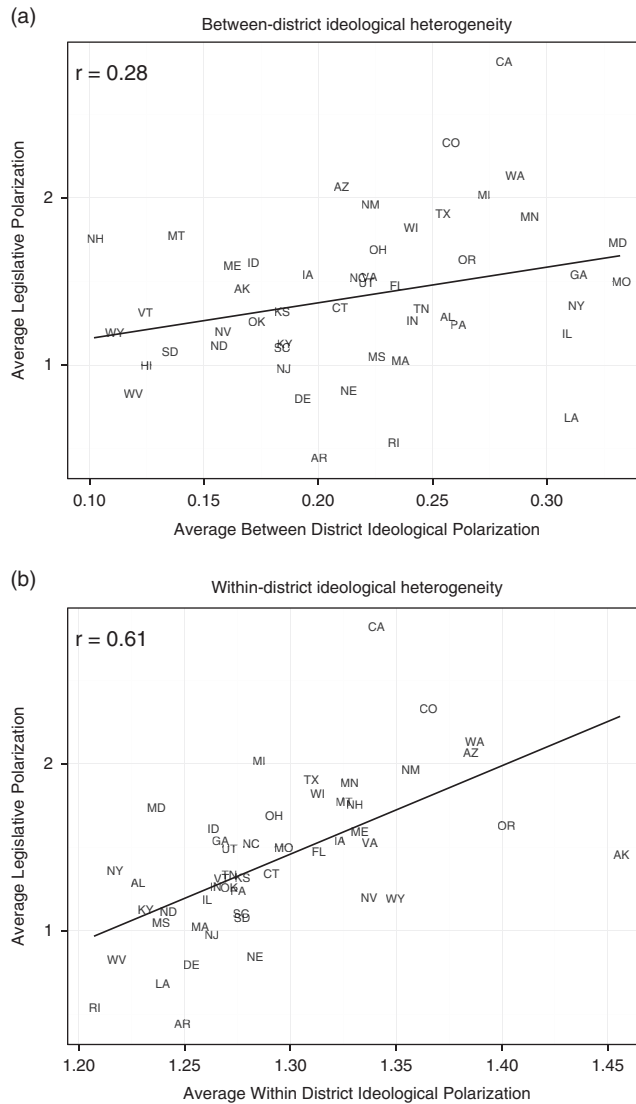 (a)
Between-district ideological heterogeneity
r = 0.28
CA
CO
WA
AZ
MI
NM
TX
MN
WI
NH
MT
MD
OH
OR
ME
ID
IA
NC
VA
UT
GA
MO
AK
FL
VT
KS
CT
TN
NY
OK
IN
AL
PA
WY
NV
IL
ND
KY
SC
SD
MS
MA
HI
NJ
WV
DE
NE
LA
RI
AR
2
1
0.10 0.15 0.20 0.25 0.30
Average Legislative Polarization
Average Between District Ideological Polarization
(b)
Within-district ideological heterogeneity
r = 0.61
CA
CO
WA
AZ
MI
NM
TX
MN
WI
MT
NH
MD
OH
OR
ID
ME
GA
NC
IA
VA
UT
MO
FL
AK
NY
TN
CT
VT
KS
AL
IN
OK
PA
IL
NV
WY
KY
ND
SC
SD
MS
MA
NJ
WV
DE
NE
LA
RI
AR
2
1
1.20 1.25 1.30 1.35 1.40 1.45
Average Legislative Polarization
Average Within District Ideological Polarization